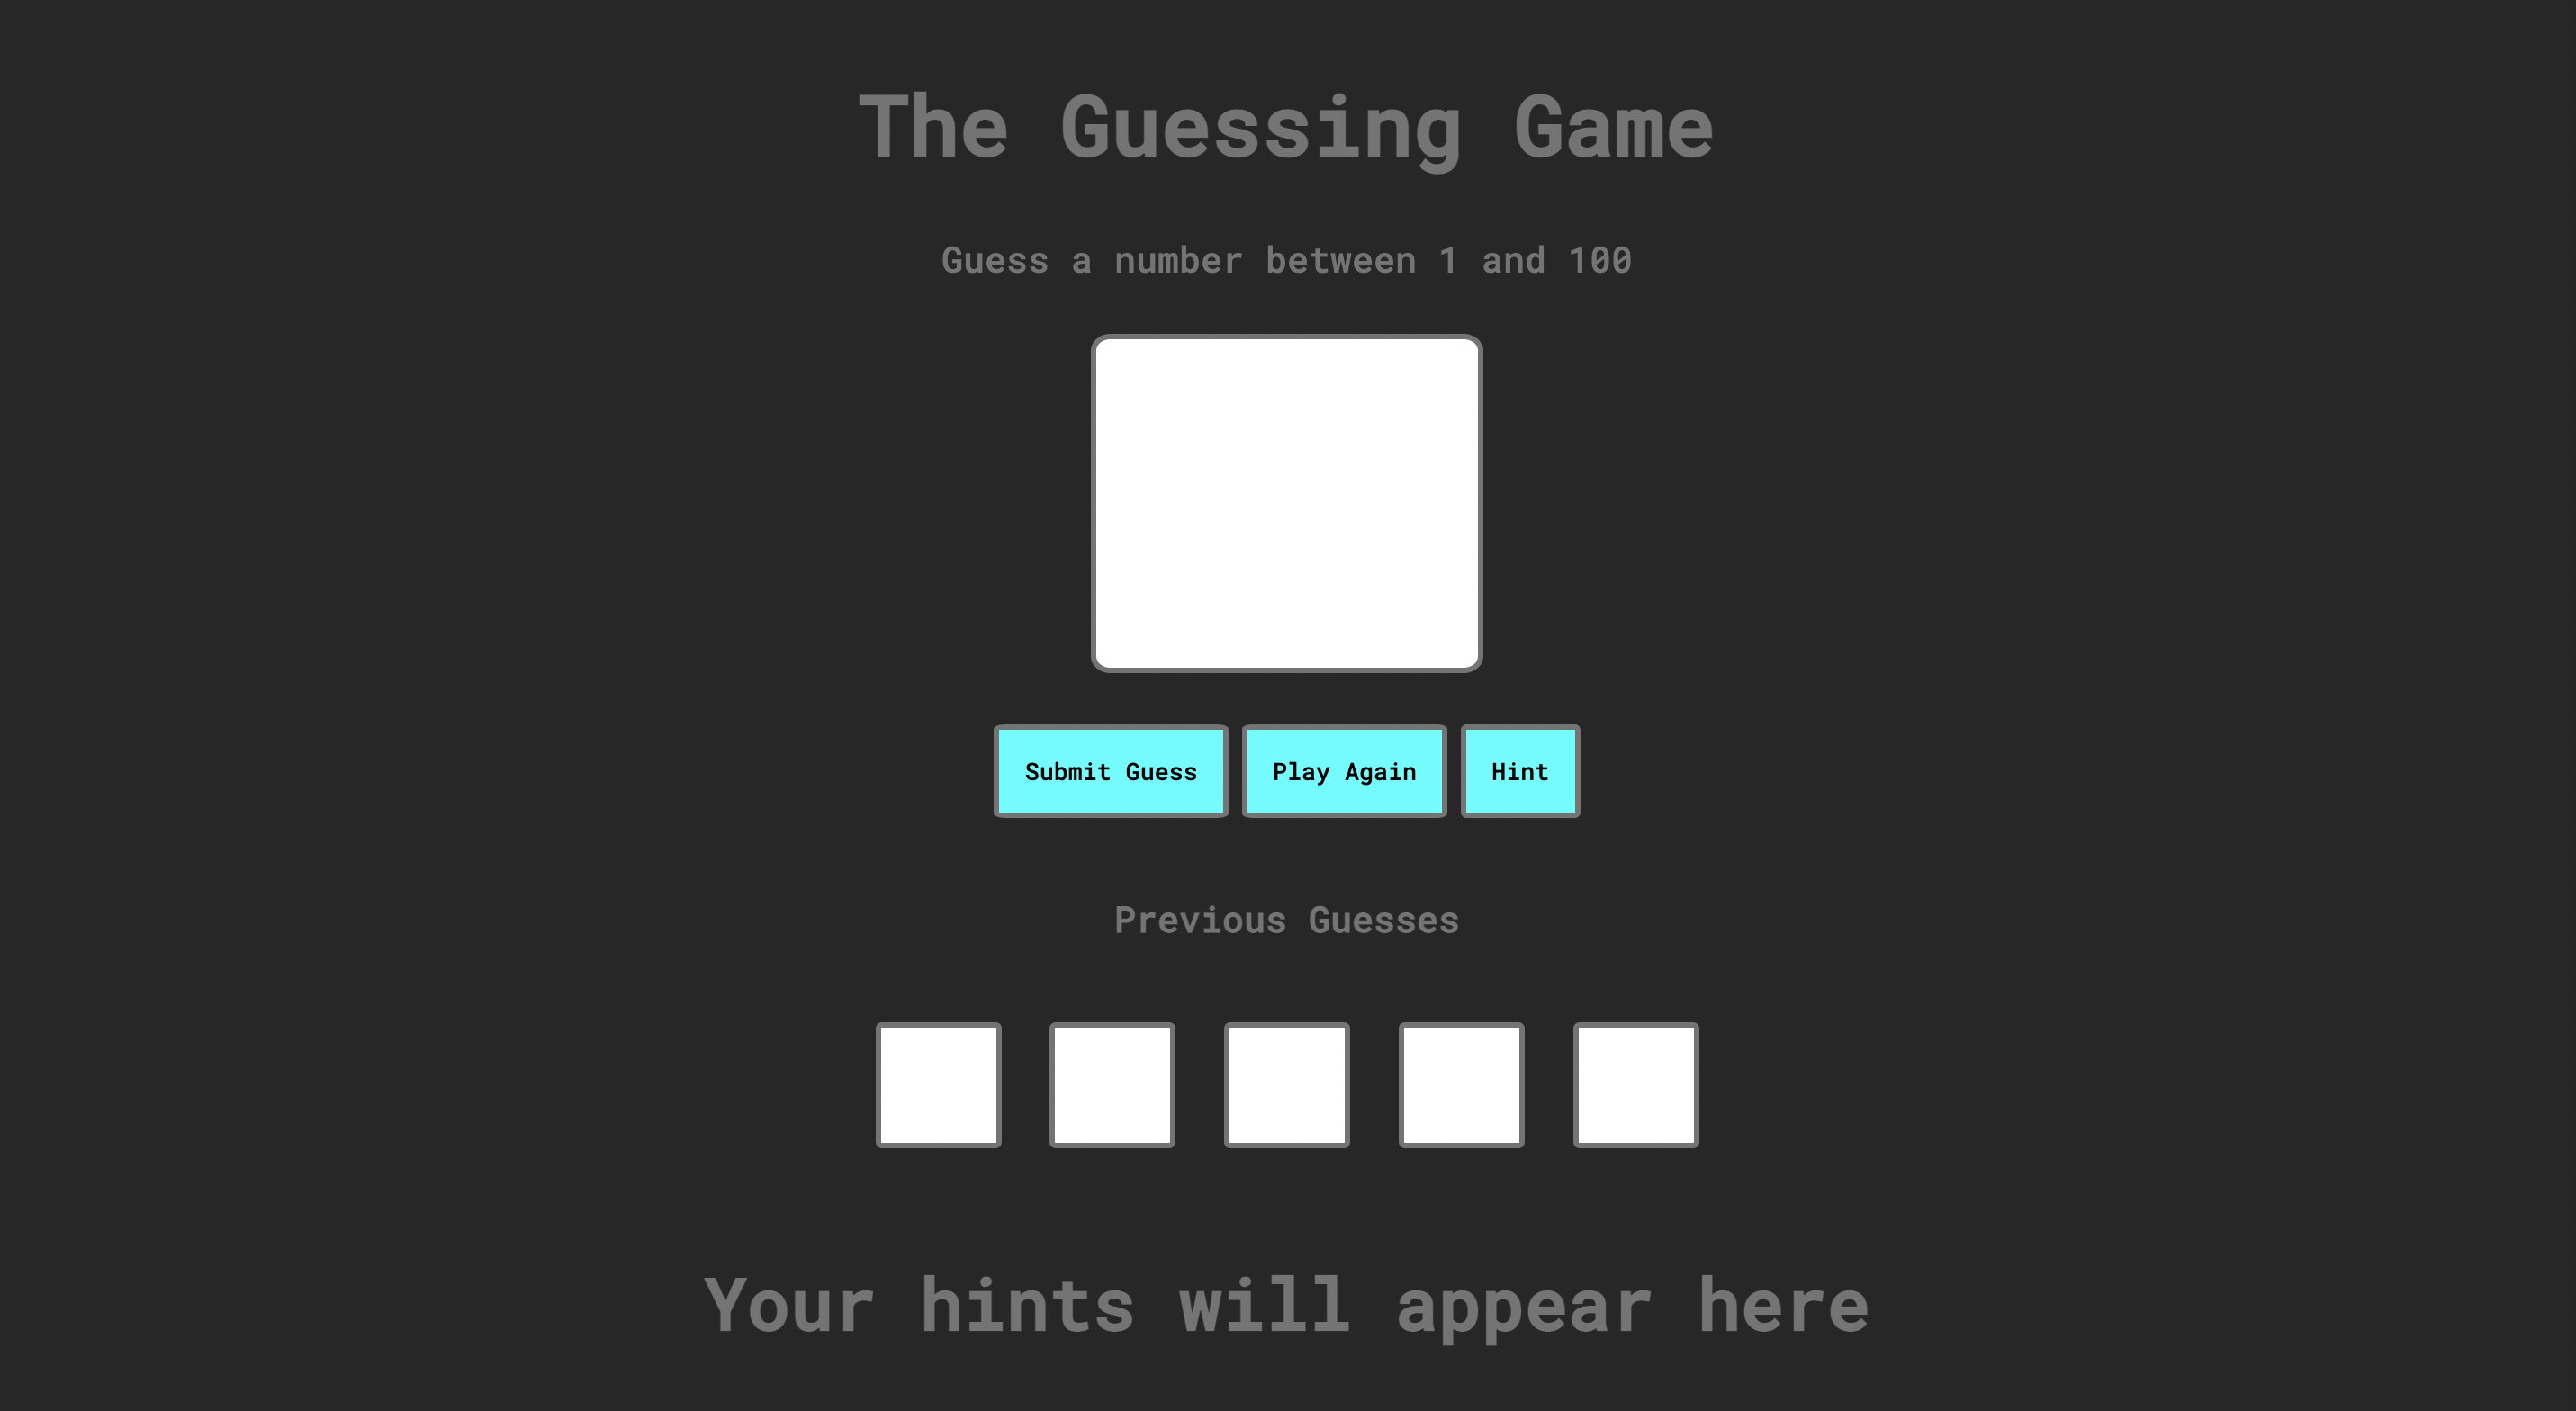 The Guessing Game
Guess a number between 1 and 100
Submit Guess
Play Again
Hint
Previous Guesses
Your hints will appear here